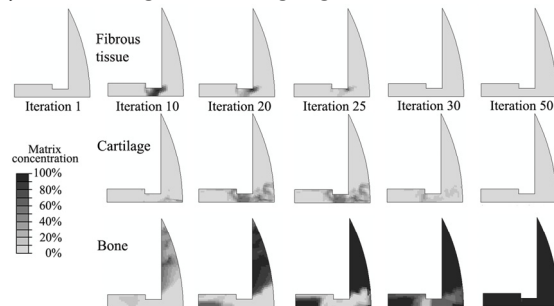 Fibrous
tissue
Iteration 1
Iteration 10
Iteration 20
Iteration 25
Iteration 30
Iteration 50
Cartilage
Matrix
concentration
100%
80%
60%
40%
20%
0%
Bone